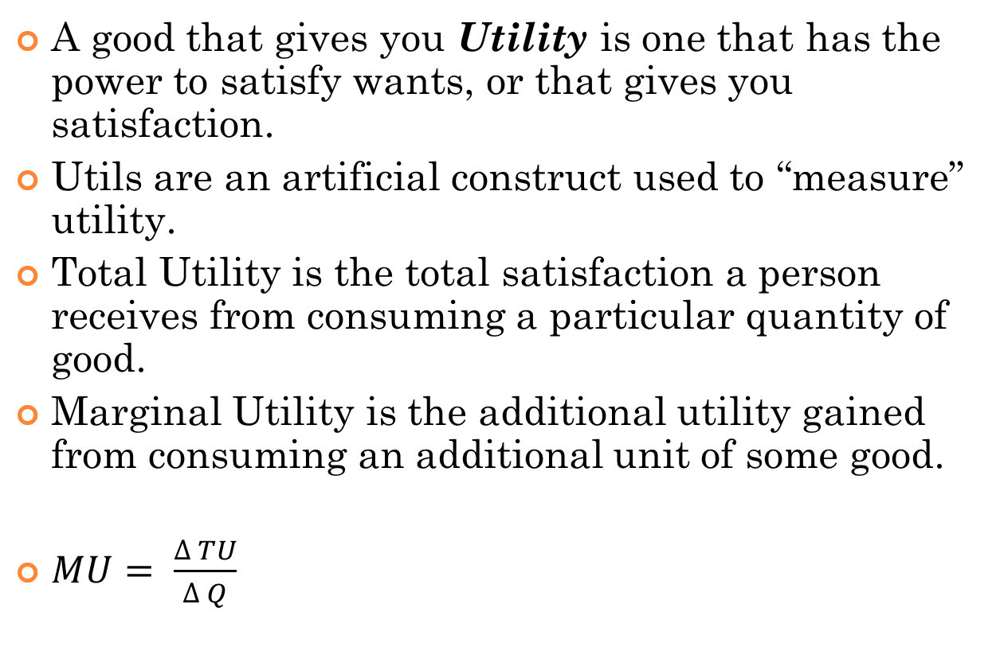 A good that gives you Utility is one that has the
power to satisfy wants, or that gives you
satisfaction.
Utils are an artificial construct used to “measure”
utility.
Total Utility is the total satisfaction a person
receives from consuming a particular quantity of
good.
Marginal Utility is the additional utility gained
from consuming an additional unit of some good.
MU = Δ TU / Δ Q